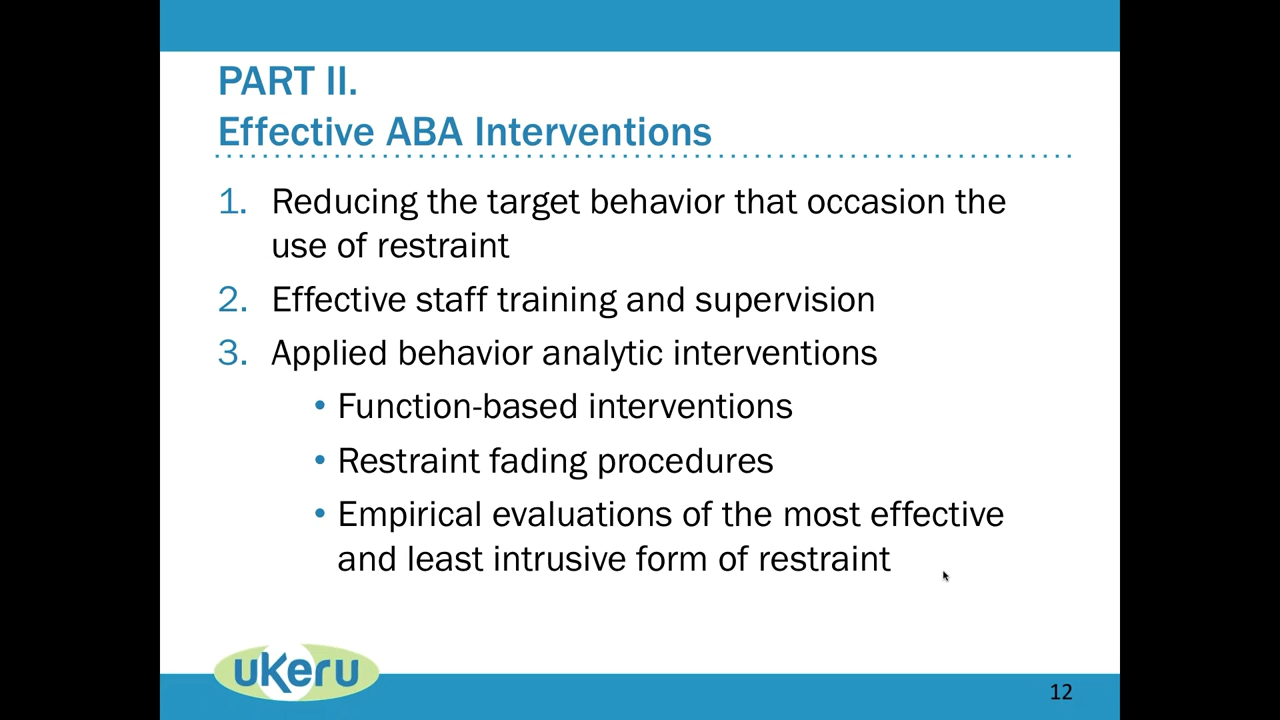 PART II.
Effective ABA Interventions
1. Reducing the target behavior that occasion the
use of restraint
2. Effective staff training and supervision
3. Applied behavior analytic interventions
• Function-based interventions
• Restraint fading procedures
• Empirical evaluations of the most effective
and least intrusive form of restraint
uKeru
12